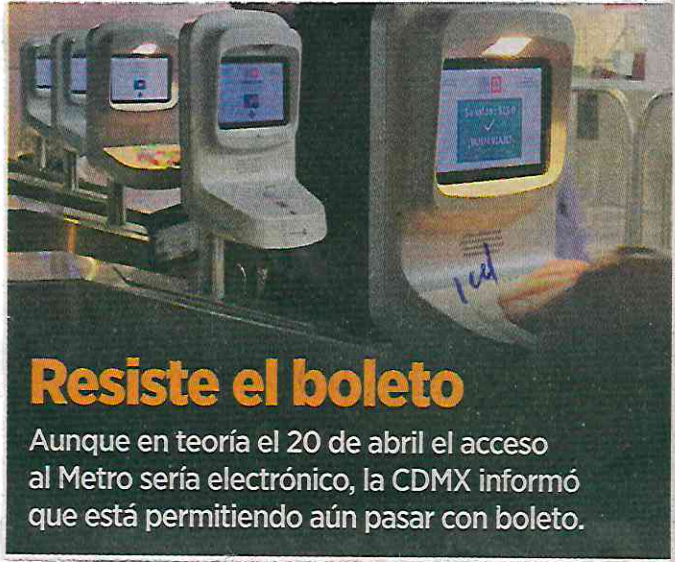 Resiste el boleto
Aunque en teoría el 20 de abril el acceso
al Metro sería electrónico, la CDMX informó
que está permitiendo aún pasar con boleto.